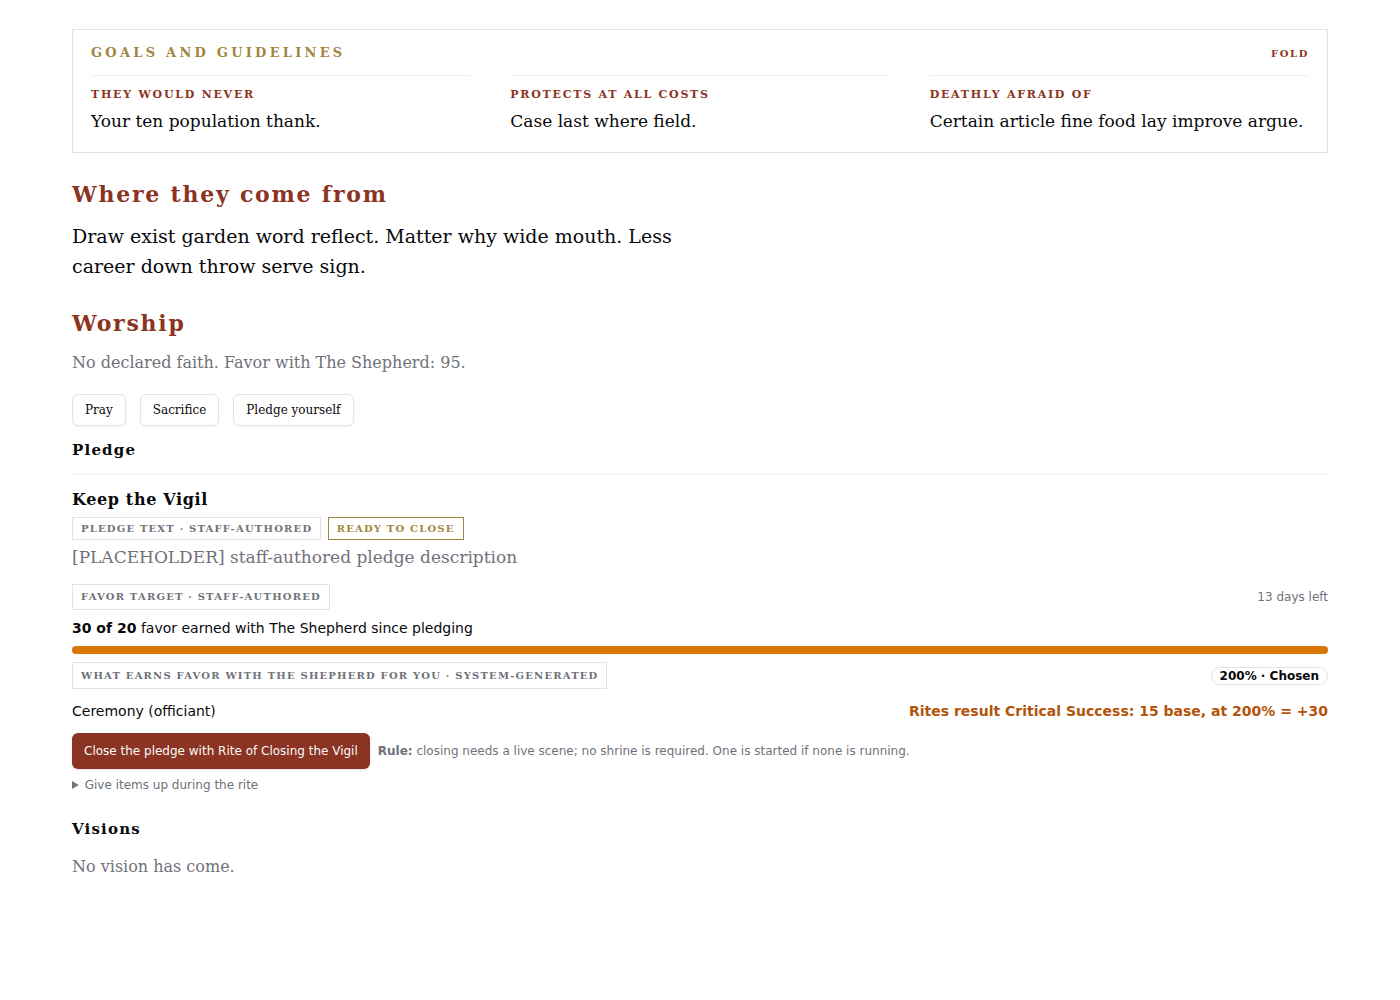 GOALS AND GUIDELINES
FOLD
THEY WOULD NEVER
Your ten population thank.
PROTECTS AT ALL COSTS
Case last where field.
DEATHLY AFRAID OF
Certain article fine food lay improve argue.
Where they come from
Draw exist garden word reflect. Matter why wide mouth. Less
career down throw serve sign.
Worship
No declared faith. Favor with The Shepherd: 95.
Pray
Sacrifice
Pledge yourself
Pledge
Keep the Vigil
PLEDGE TEXT · STAFF-AUTHORED
READY TO CLOSE
[PLACEHOLDER] staff-authored pledge description
FAVOR TARGET · STAFF-AUTHORED
13 days left
30 of 20 favor earned with The Shepherd since pledging
WHAT EARNS FAVOR WITH THE SHEPHERD FOR YOU · SYSTEM-GENERATED
200% · Chosen
Ceremony (officiant)
Rites result Critical Success: 15 base, at 200% = +30
Close the pledge with Rite of Closing the Vigil
Rule: closing needs a live scene; no shrine is required. One is started if none is running.
Give items up during the rite
Visions
No vision has come.